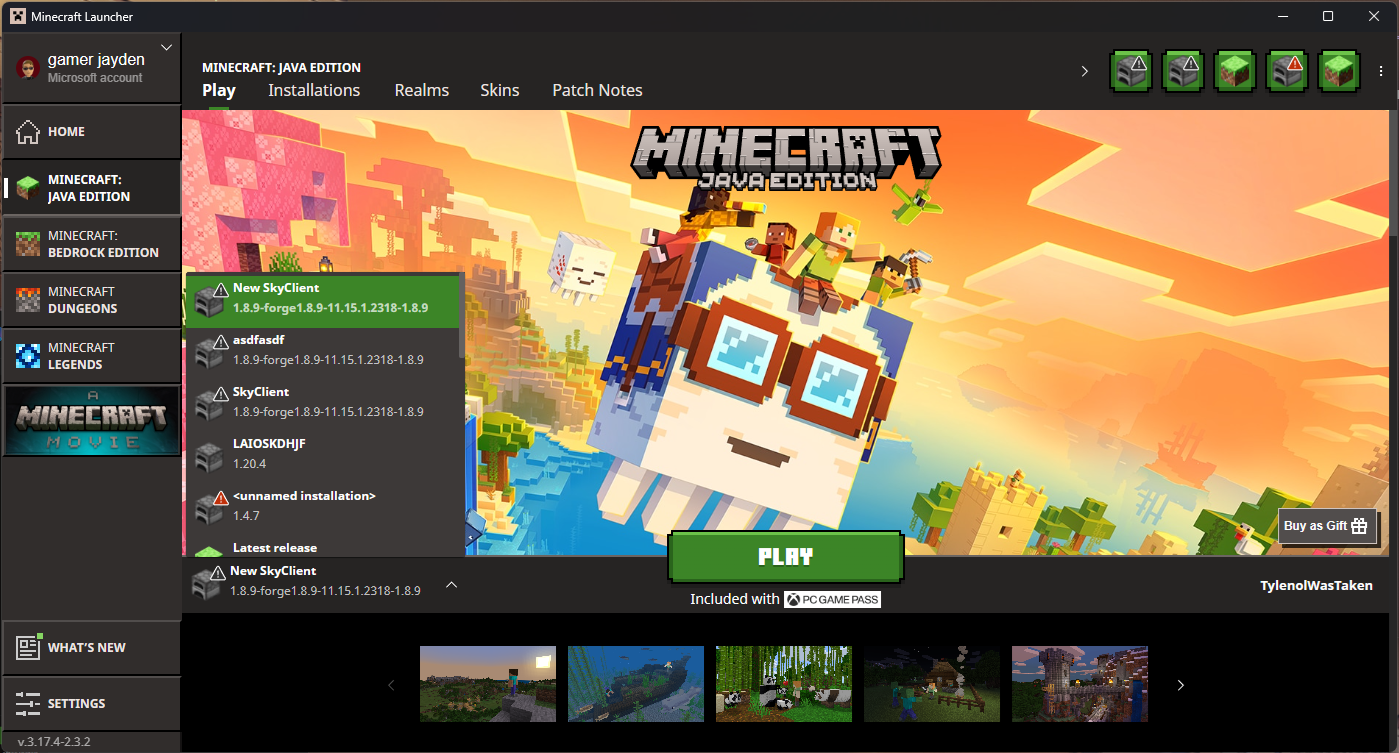 Minecraft Launcher
gamer jayden
Microsoft account
HOME
MINECRAFT:
JAVA EDITION
MINECRAFT:
BEDROCK EDITION
MINECRAFT
DUNGEONS
MINECRAFT
LEGENDS
A
MINECRAFT
MOVIE
WHAT'S NEW
SETTINGS
v.3.17.4-2.3.2
MINECRAFT: JAVA EDITION
Play Installations Realms Skins Patch Notes
MINECRAFT
JAVA EDITION
New SkyClient
1.8.9-forge1.8.9-11.15.1.2318-1.8.9
asdfasdf
1.8.9-forge1.8.9-11.15.1.2318-1.8.9
SkyClient
1.8.9-forge1.8.9-11.15.1.2318-1.8.9
LAIOSKDHJF
1.20.4
<unnamed installation>
1.4.7
Latest release
Buy as Gift
New SkyClient
1.8.9-forge1.8.9-11.15.1.2318-1.8.9
PLAY
Included with PC GAME PASS
TylenolWasTaken